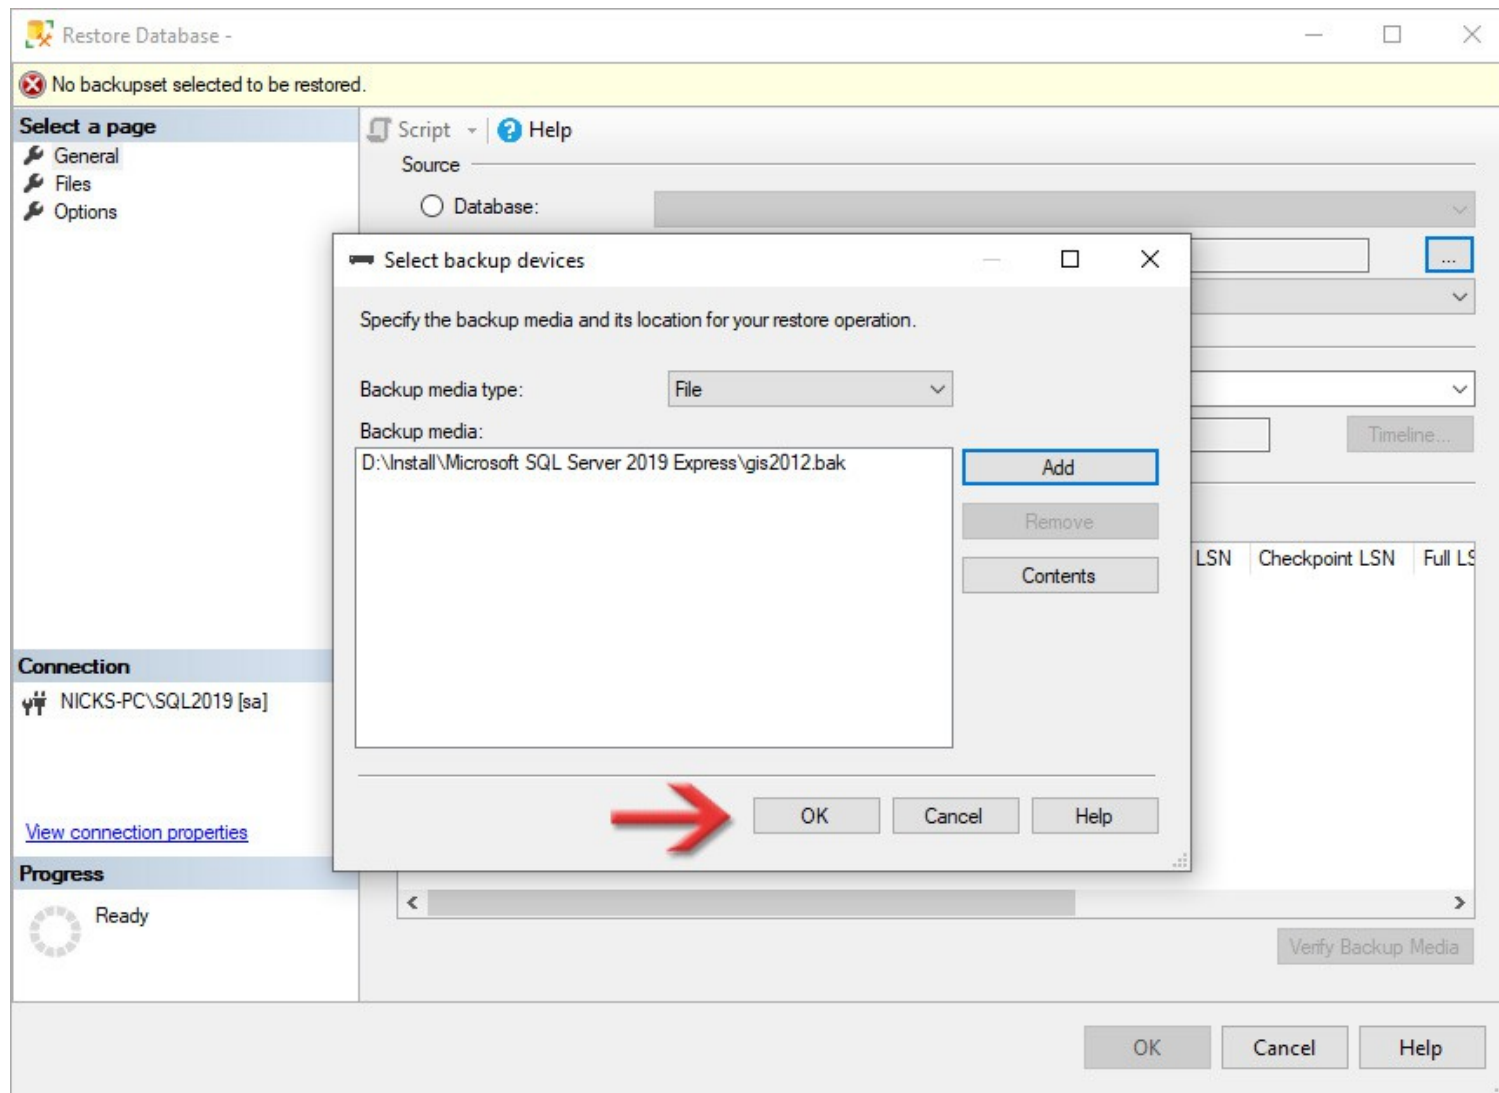 Restore Database -
No backupset selected to be restored.
Select a page
General
Files
Options
Script
Help
Source
Database:
...
Select backup devices
Specify the backup media and its location for your restore operation.
Backup media type: File
Backup media:
D:\Install\Microsoft SQL Server 2019 Express\gis2012.bak
Add
Remove
Contents
OK Cancel Help
Timeline...
LSN Checkpoint LSN Full LS
Connection
NICKS-PC\SQL2019 [sa]
View connection properties
Progress
Ready
Verify Backup Media
OK Cancel Help